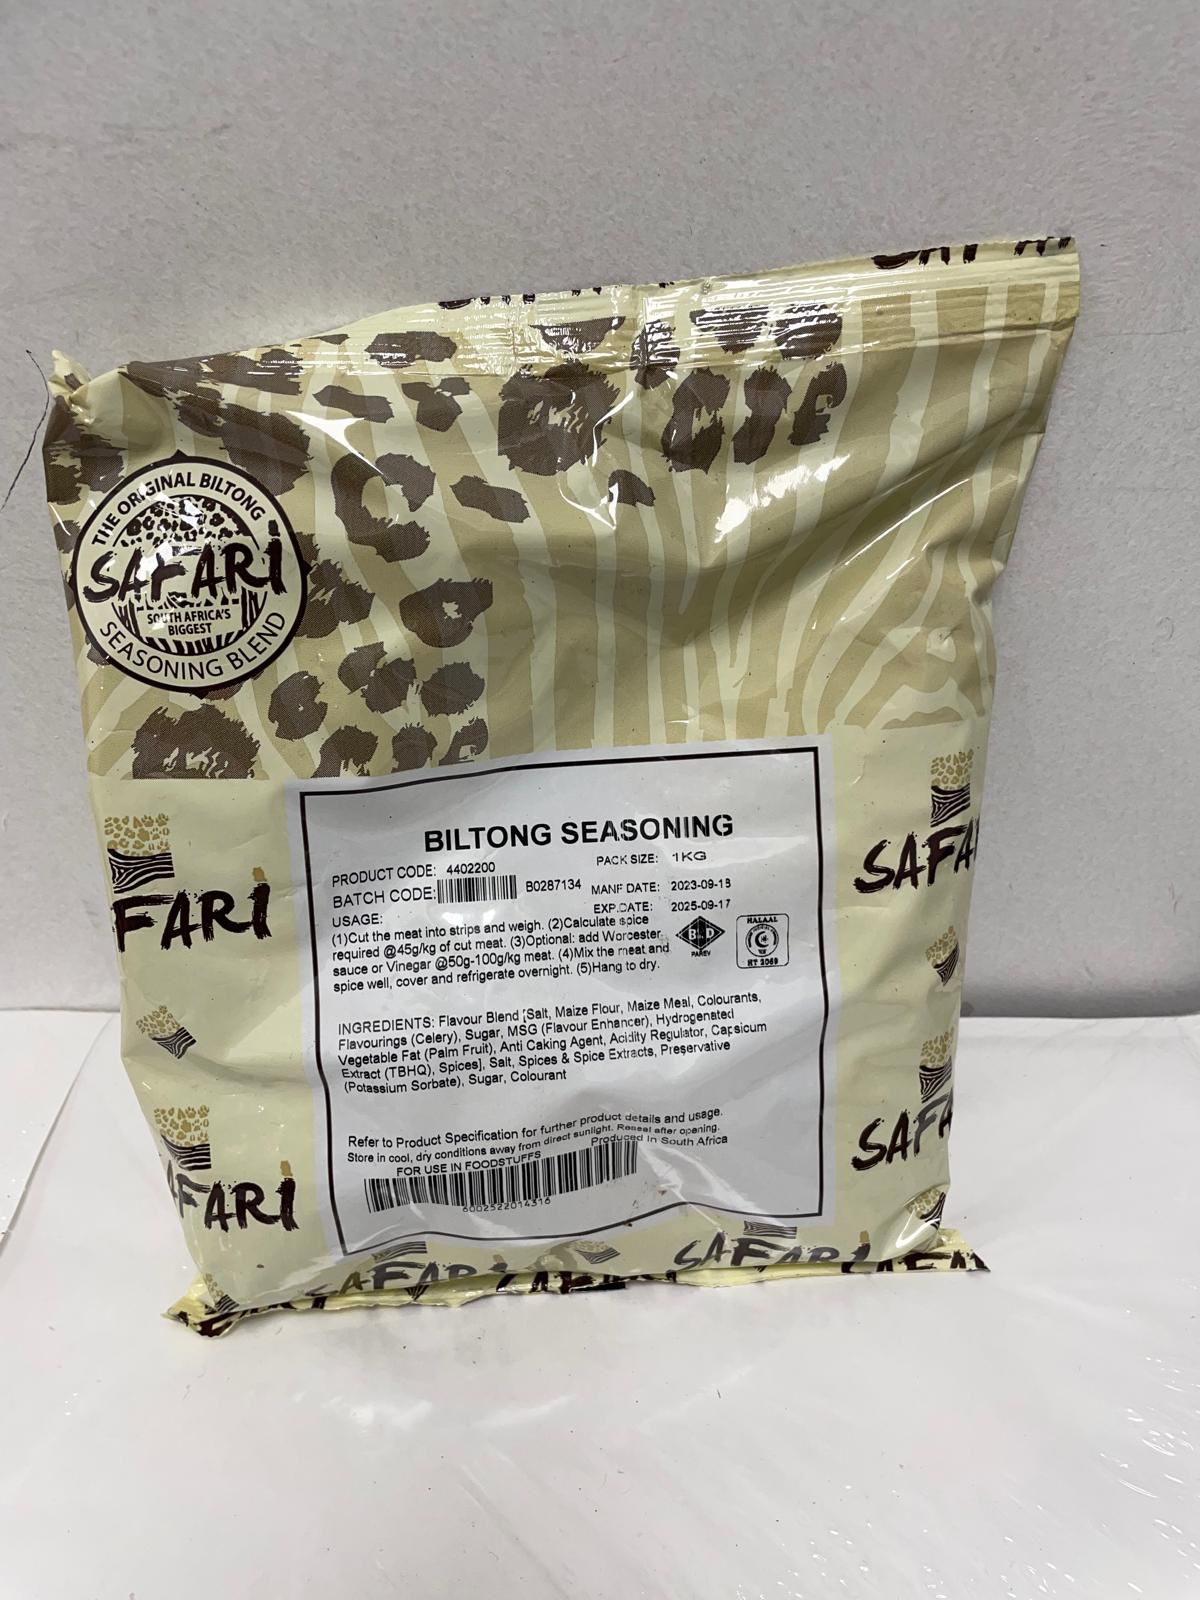 THE ORIGINAL BILTONG
SAFARI
SOUTH AFRICA'S
BIGGEST
SEASONING BLEND
SAFA
FARI
BILTONG SEASONING
PRODUCT CODE: 4402200
PACK SIZE: 1KG
BATCH CODE: B0287134
MANF DATE: 2023-09-18
EXP.DATE: 2025-09-17
USAGE:
(1)Cut the meat into strips and weigh. (2)Calculate spice
required @45g/kg of cut meat. (3)Optional: add Worcester
sauce or Vinegar @50g-100g/kg meat. (4)Mix the meat and
spice well, cover and refrigerate overnight. (5)Hang to dry.
PAREV
HALAAL
HT 2069
INGREDIENTS: Flavour Blend [Salt, Maize Flour, Maize Meal, Colourants,
Flavourings (Celery), Sugar, MSG (Flavour Enhancer), Hydrogenated
Vegetable Fat (Palm Fruit), Anti Caking Agent, Acidity Regulator, Capsicum
Extract (TBHQ), Spices], Salt, Spices & Spice Extracts, Preservative
(Potassium Sorbate), Sugar, Colourant
Refer to Product Specification for further product details and usage.
Store in cool, dry conditions away from direct sunlight. Reseal after opening.
Produced in South Africa
FOR USE IN FOODSTUFFS
6002522014316
SAFA
FARI
SAFARI